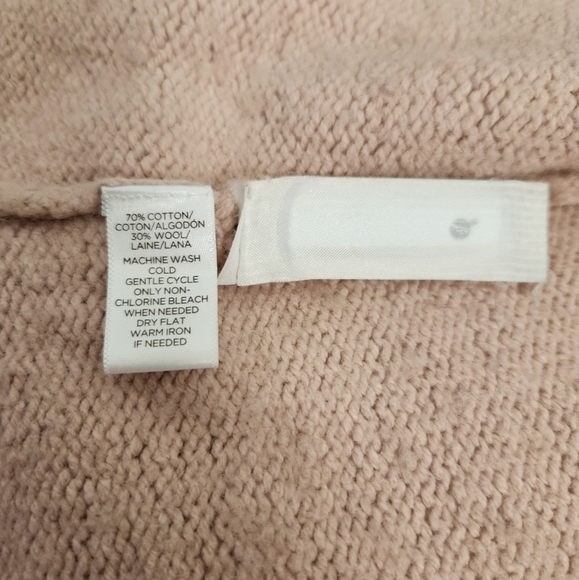 70% COTTON/
COTON/ALGODÓN
30% WOOL/
LAINE/LANA
MACHINE WASH
COLD
GENTLE CYCLE
ONLY NON-
CHLORINE BLEACH
WHEN NEEDED
DRY FLAT
WARM IRON
IF NEEDED